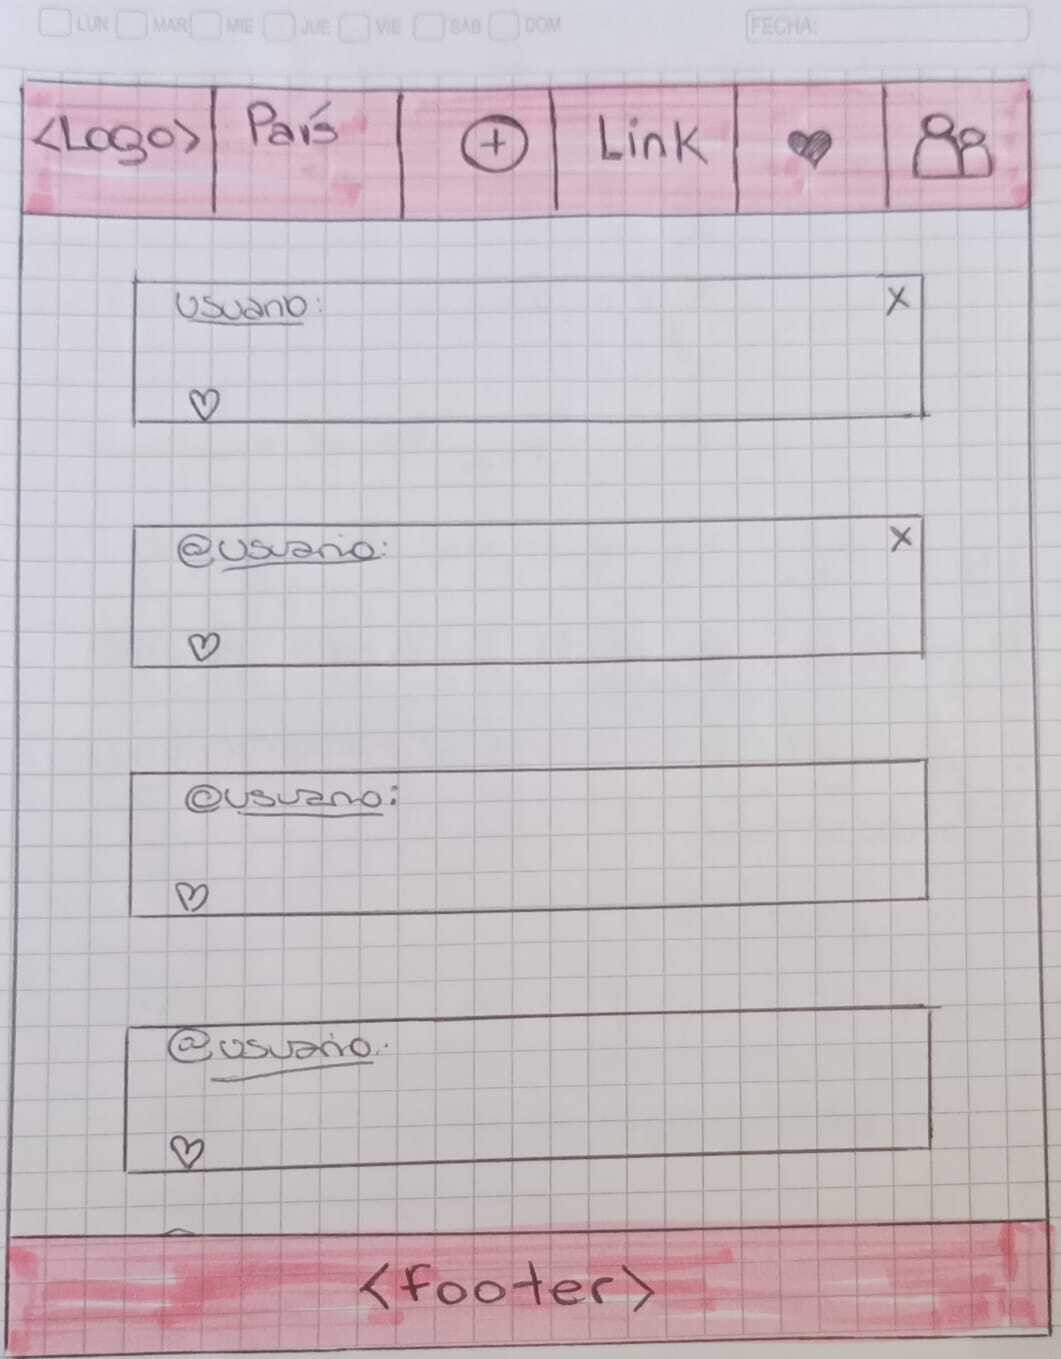 LUN MAR MIE JUE VIE SAB DOM FECHA:
<Logo> País + Link
Usuario: X
@usuario: X
@usuario:
@usuario:
<footer>